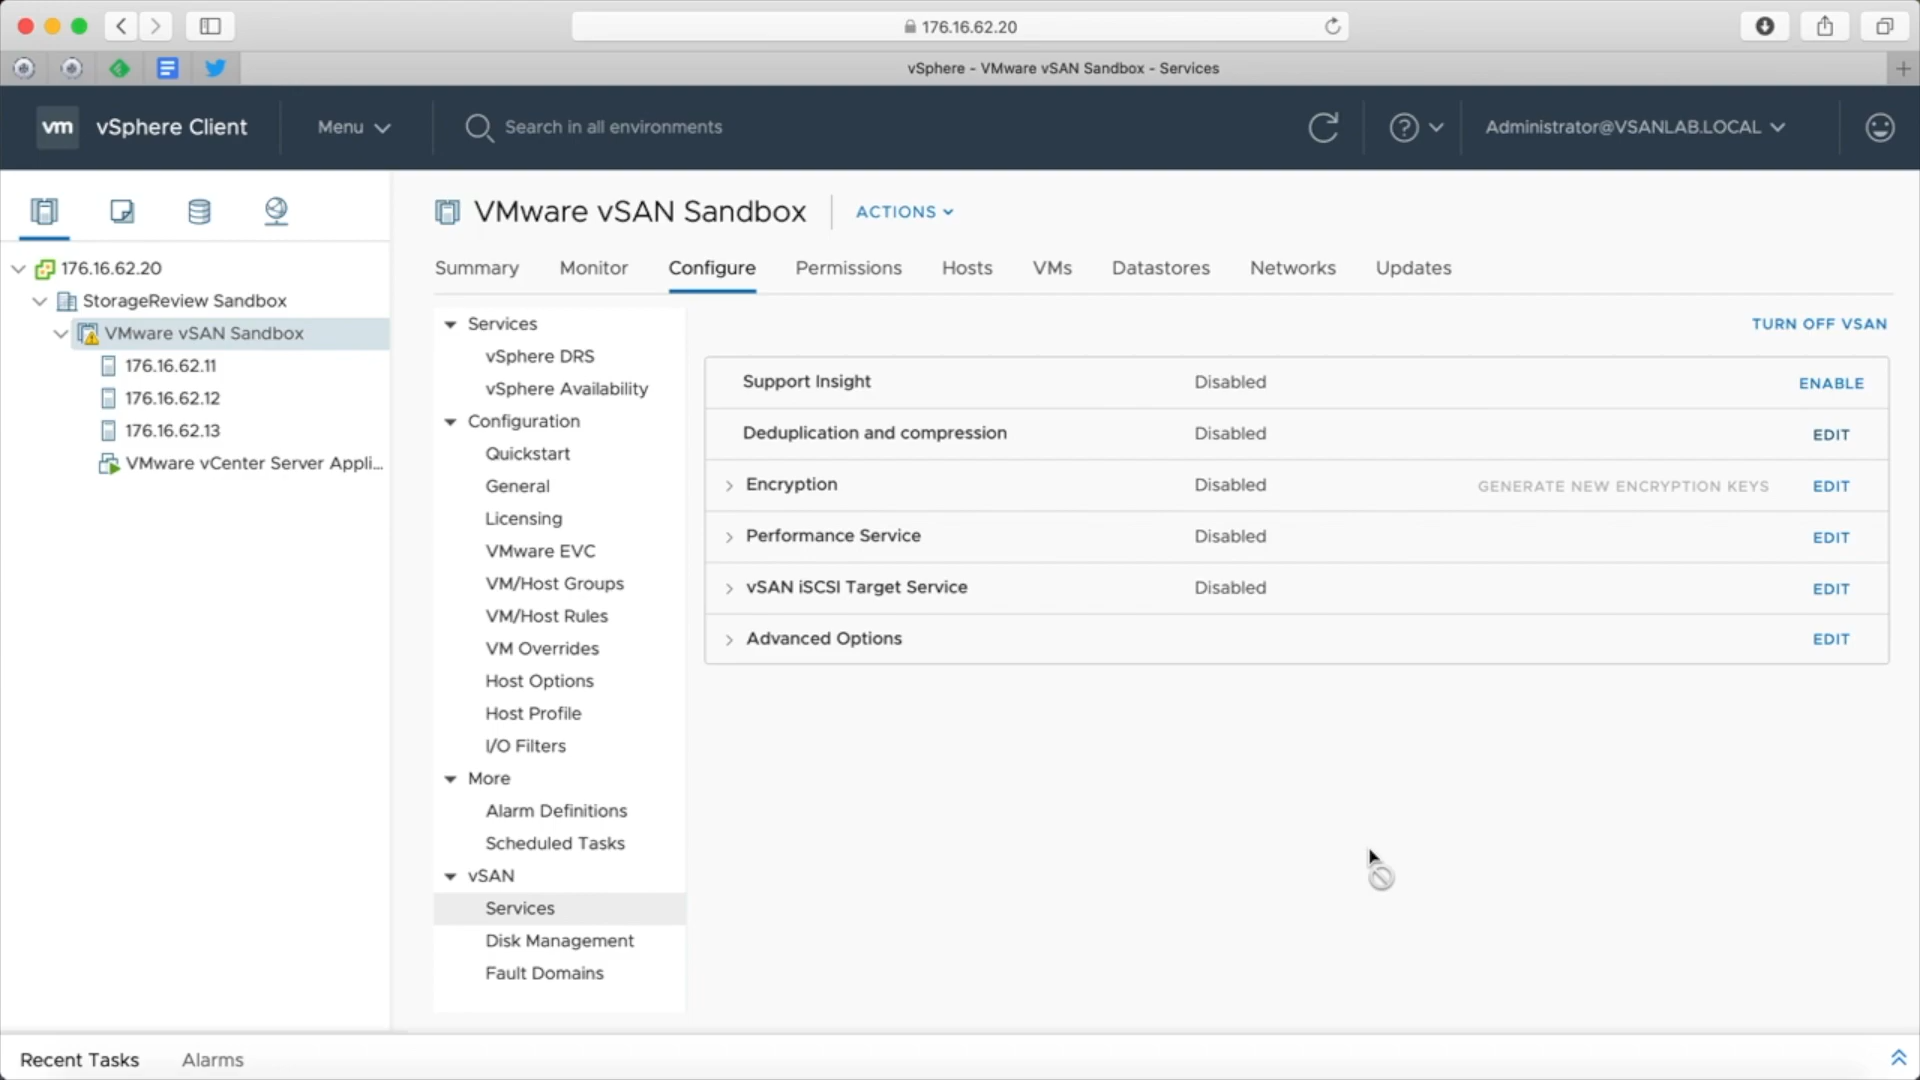 176.16.62.20
vSphere - VMware vSAN Sandbox - Services
vm vSphere Client Menu Search in all environments Administrator@VSANLAB.LOCAL
176.16.62.20
StorageReview Sandbox
VMware vSAN Sandbox
176.16.62.11
176.16.62.12
176.16.62.13
VMware vCenter Server Appli...
VMware vSAN Sandbox ACTIONS
Summary Monitor Configure Permissions Hosts VMs Datastores Networks Updates
Services
vSphere DRS
vSphere Availability
Configuration
Quickstart
General
Licensing
VMware EVC
VM/Host Groups
VM/Host Rules
VM Overrides
Host Options
Host Profile
I/O Filters
More
Alarm Definitions
Scheduled Tasks
vSAN
Services
Disk Management
Fault Domains
TURN OFF VSAN
Support Insight Disabled ENABLE
Deduplication and compression Disabled EDIT
Encryption Disabled GENERATE NEW ENCRYPTION KEYS EDIT
Performance Service Disabled EDIT
vSAN iSCSI Target Service Disabled EDIT
Advanced Options EDIT
Recent Tasks Alarms